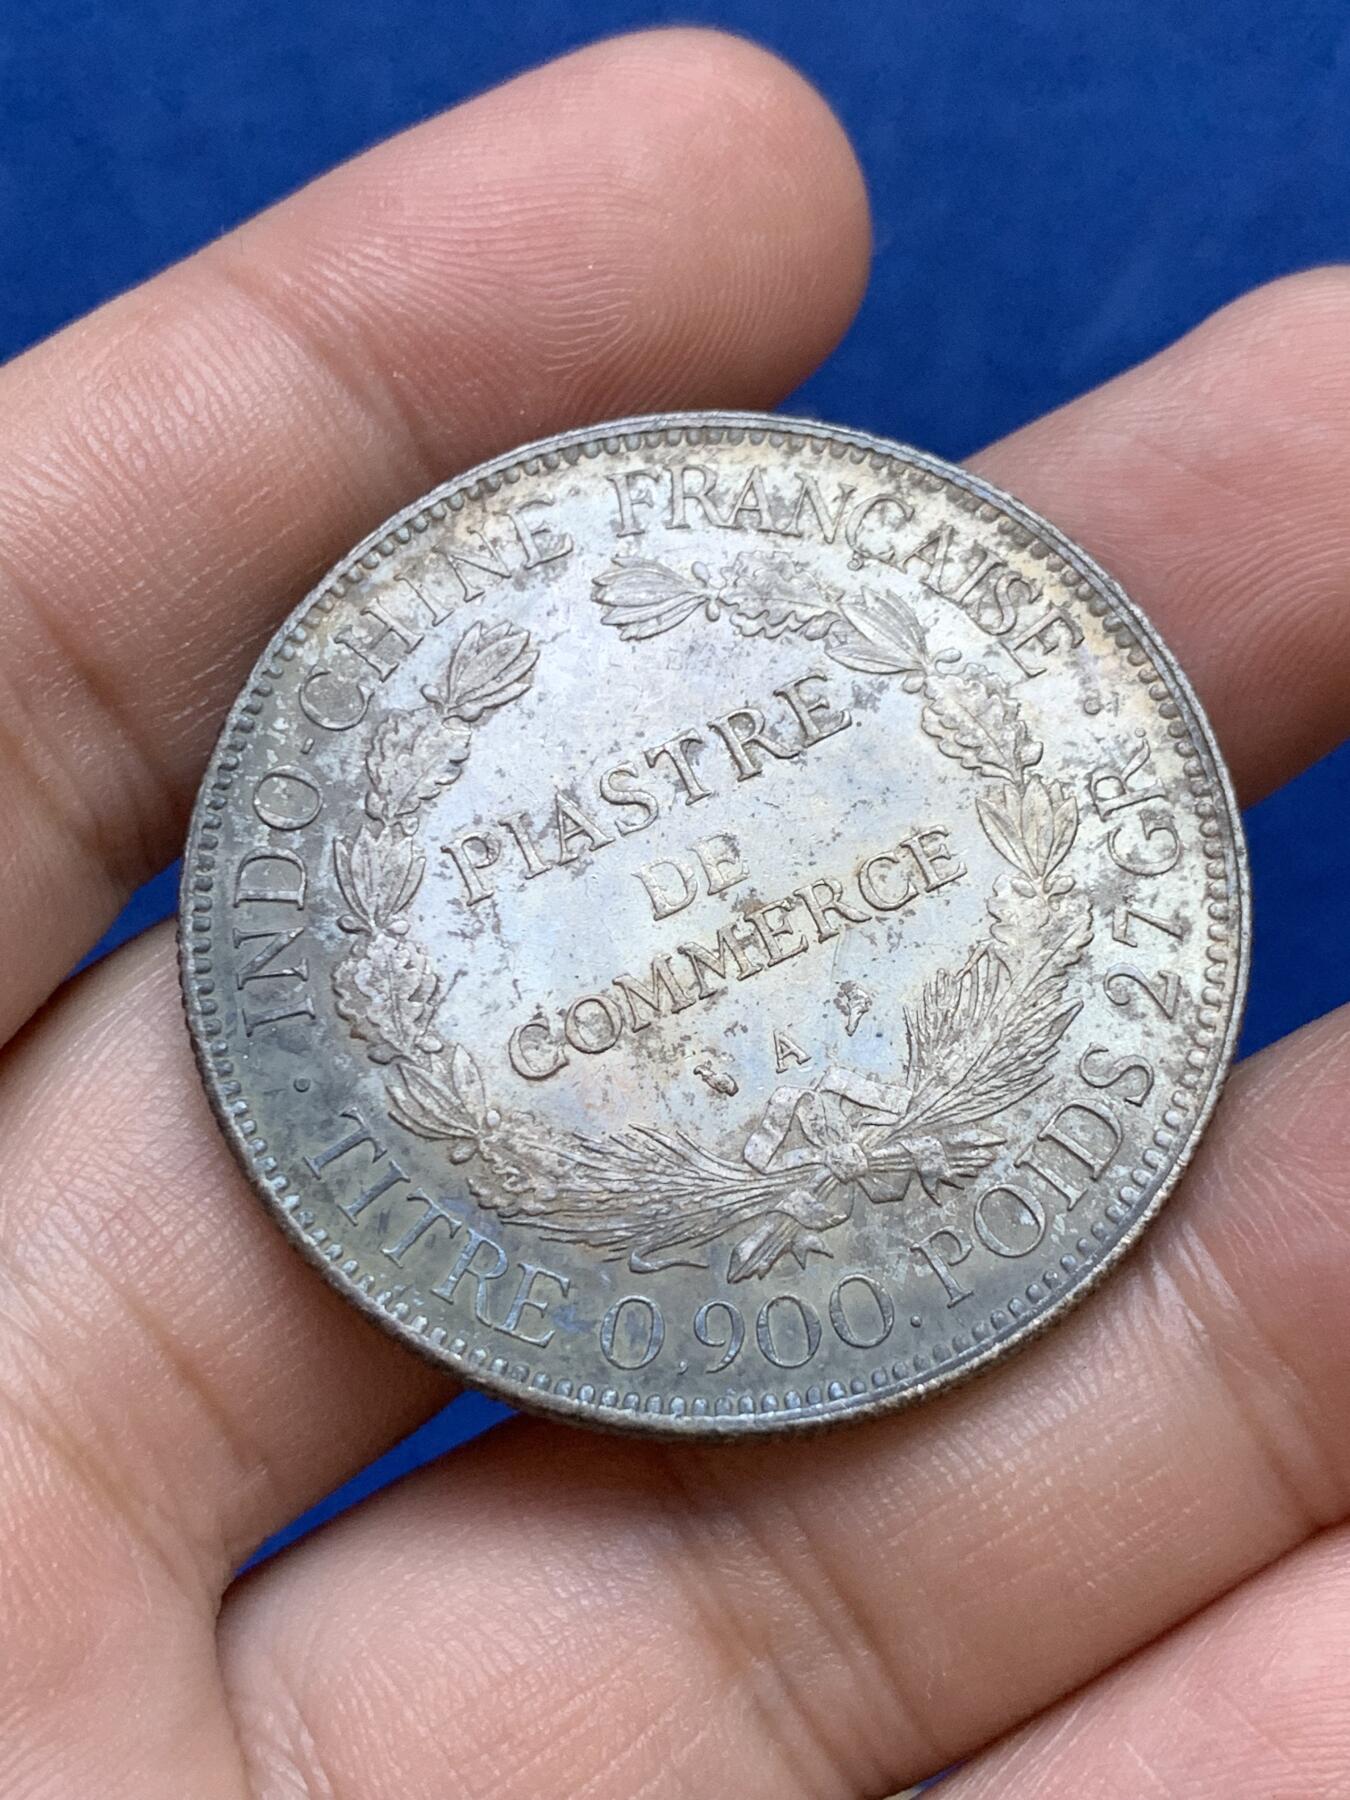 INDO-CHINE FRANÇAISE.
PIASTRE
DE
COMMERCE
A
· TITRE 0,900. POIDS 27 GR.